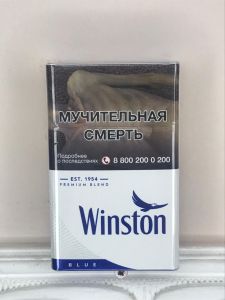 МУЧИТЕЛЬНАЯ
СМЕРТЬ
Подробнее
о последствиях 8 800 200 0 200
EST. 1954
PREMIUM BLEND
Winston
BLUE